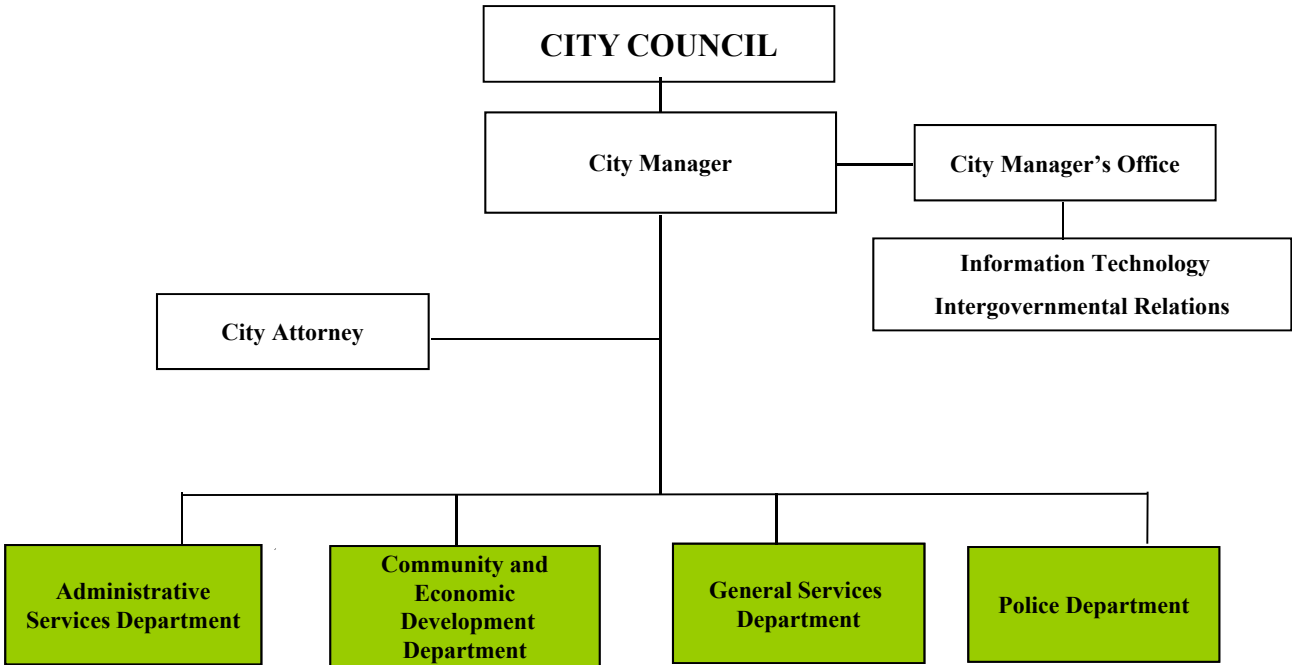 CITY COUNCIL
City Manager
City Manager’s Office
Information Technology
Intergovernmental Relations
City Attorney
Administrative
Services Department
Community and
Economic
Development
Department
General Services
Department
Police Department